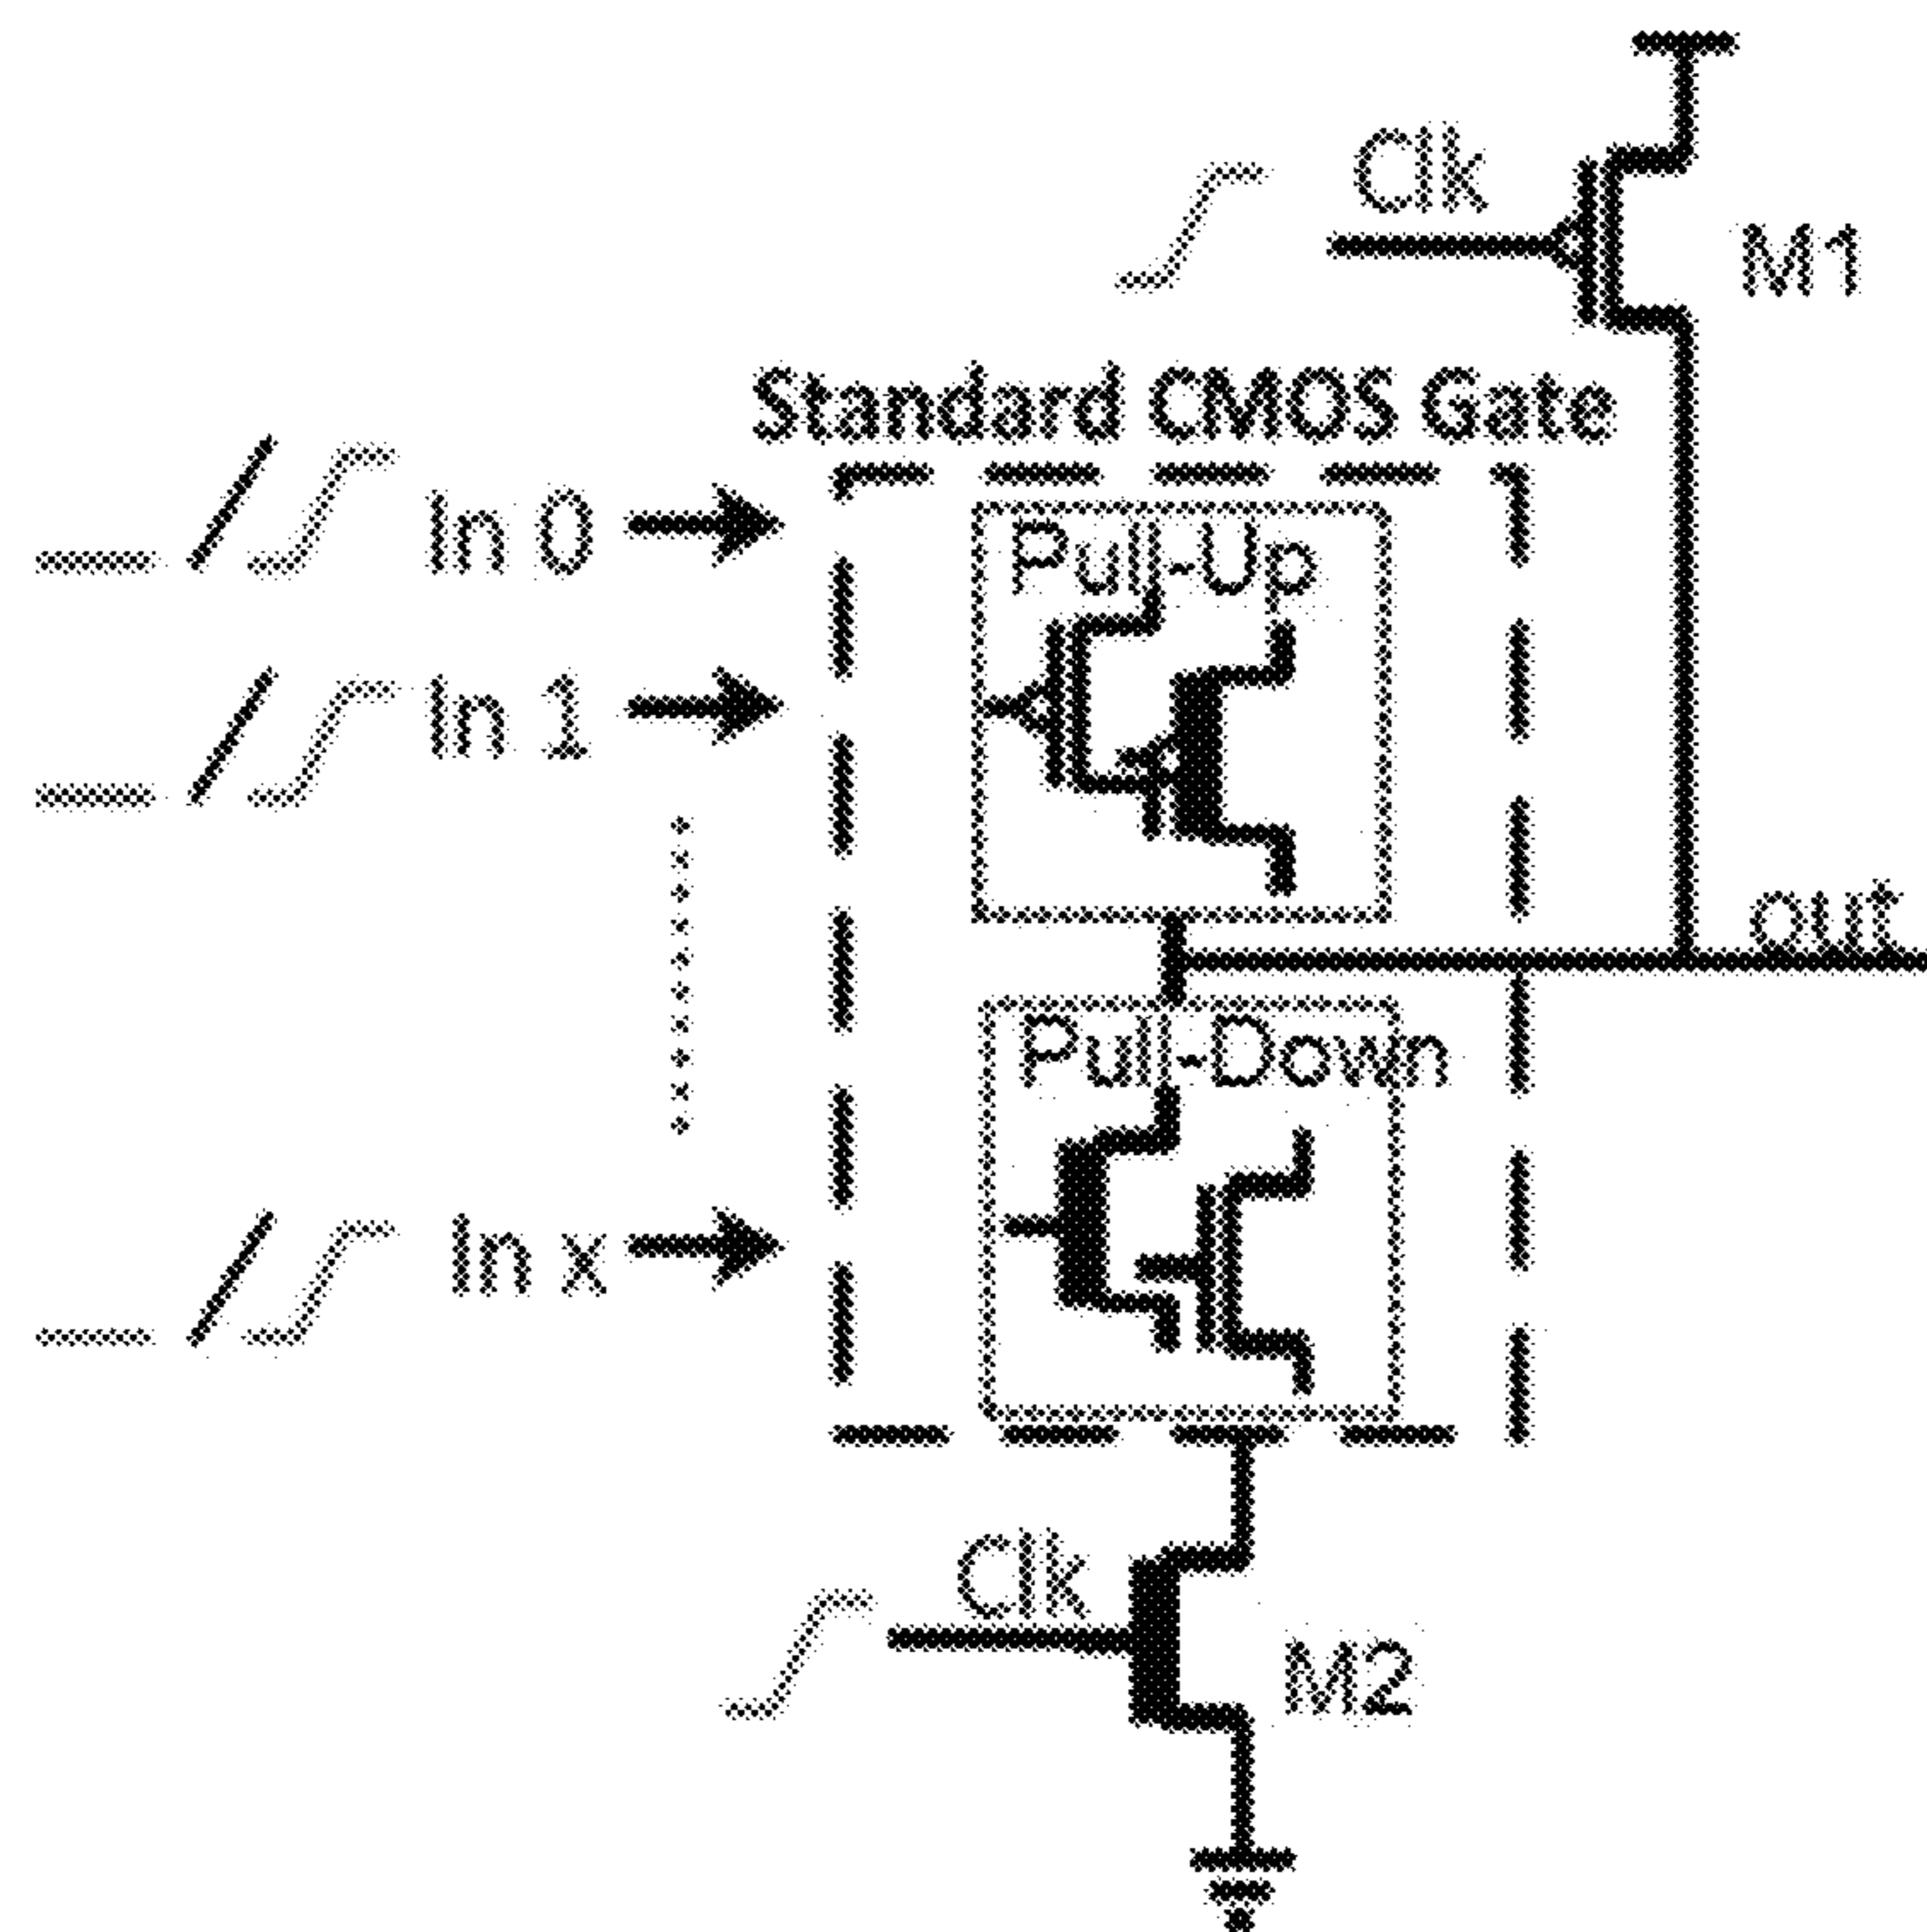 Clk
M1
Standard CMOS Gate
In 0
Pull-Up
In 1
out
Pull-Down
In x
Clk
M2